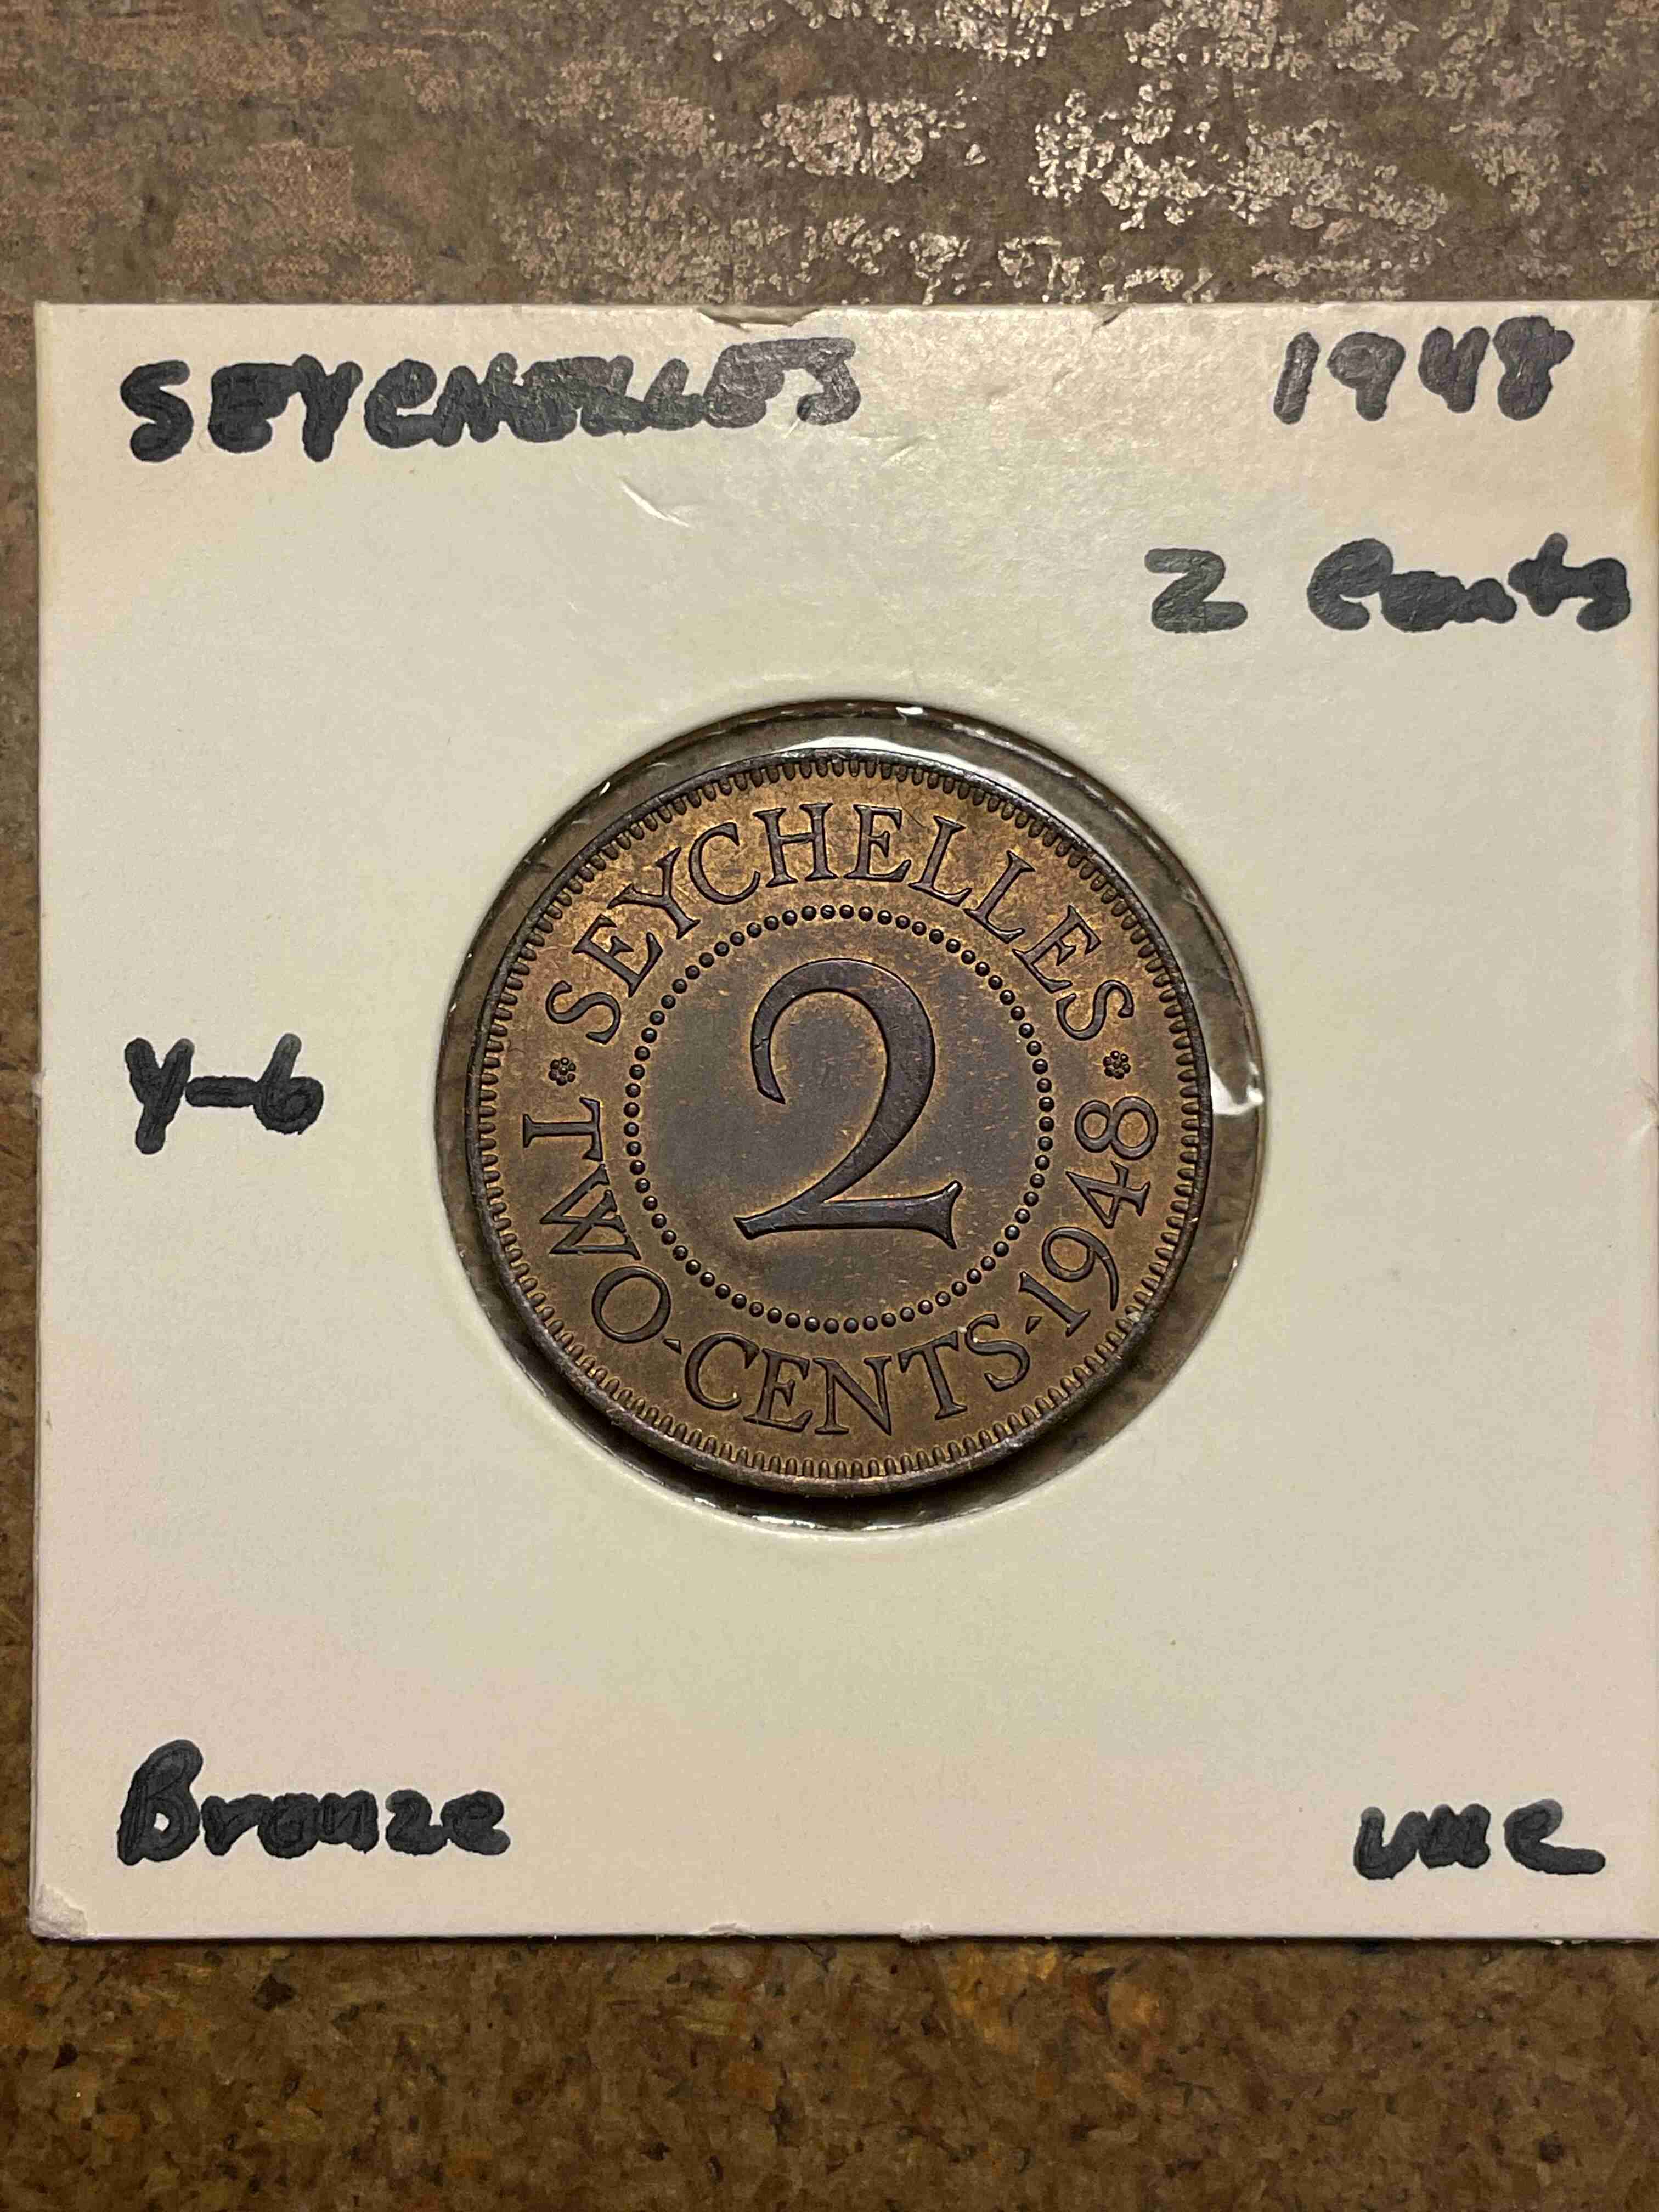 SEYCHELLES 1948
2 Cents
SEYCHELLES
2
TWO·CENTS·1948
Y-6
Bronze unc